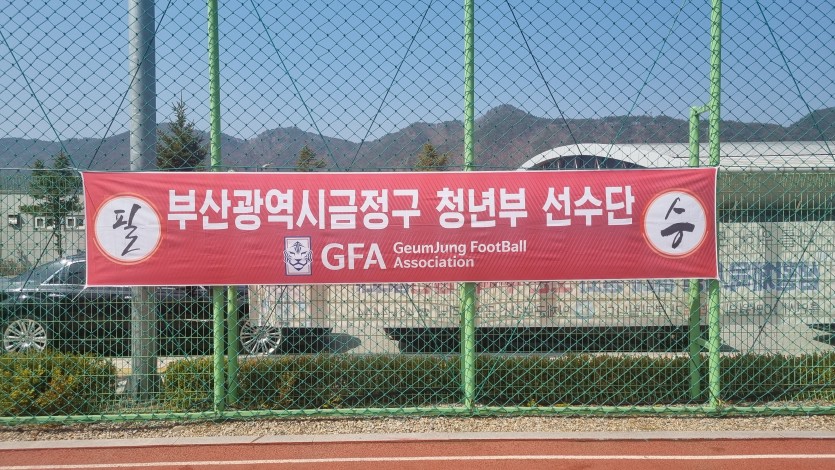 필
부산광역시금정구 청년부 선수단
승
GFA
GeumJung FootBall
Association